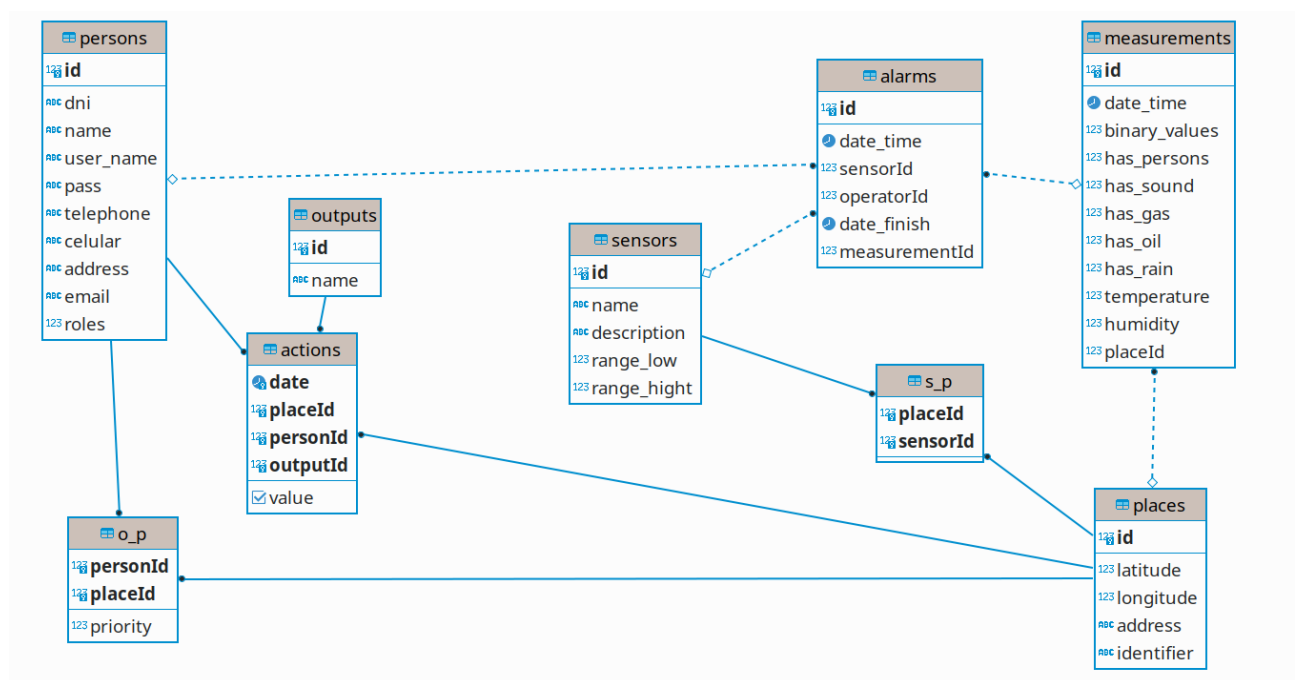 persons
id
dni
name
user_name
pass
telephone
celular
address
email
roles
outputs
id
name
actions
date
placeId
personId
outputId
value
o_p
personId
placeId
priority
sensors
id
name
description
range_low
range_hight
alarms
id
date_time
sensorId
operatorId
date_finish
measurementId
s_p
placeId
sensorId
measurements
id
date_time
binary_values
has_persons
has_sound
has_gas
has_oil
has_rain
temperature
humidity
placeId
places
id
latitude
longitude
address
identifier